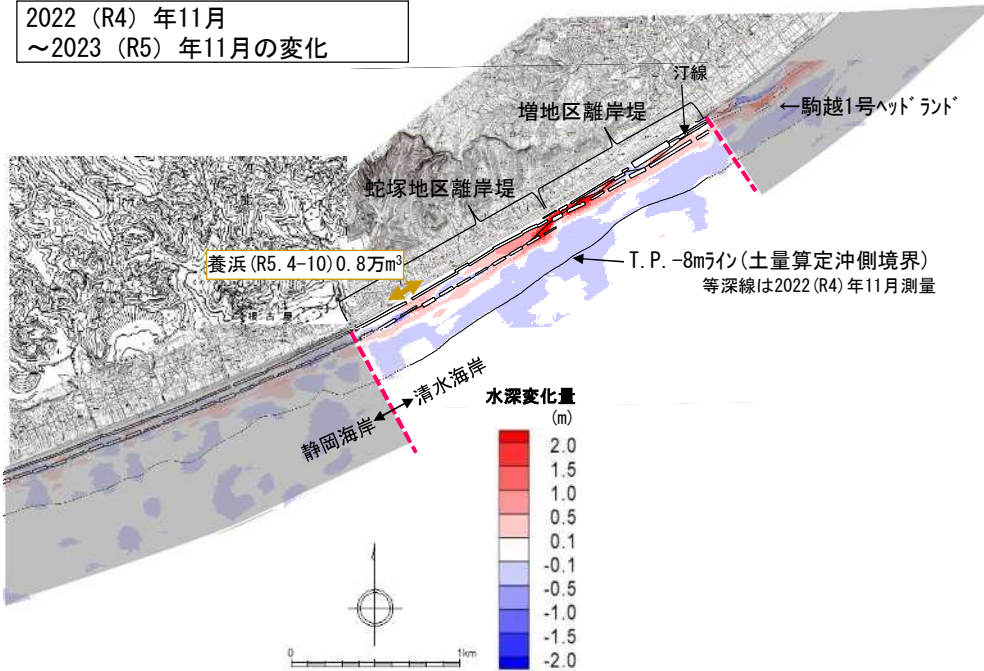 2022 (R4) 年11月
~2023 (R5) 年11月の変化
汀線
←駒越1号ヘッドランド
増地区離岸堤
蛇塚地区離岸堤
養浜(R5.4-10)0.8万m³
T.P.-8mライン(土量算定沖側境界)
等深線は2022(R4)年11月測量
清水海岸
静岡海岸
水深変化量
(m)
2.0
1.5
1.0
0.5
0.1
-0.1
-0.5
-1.0
-1.5
-2.0
0 1km